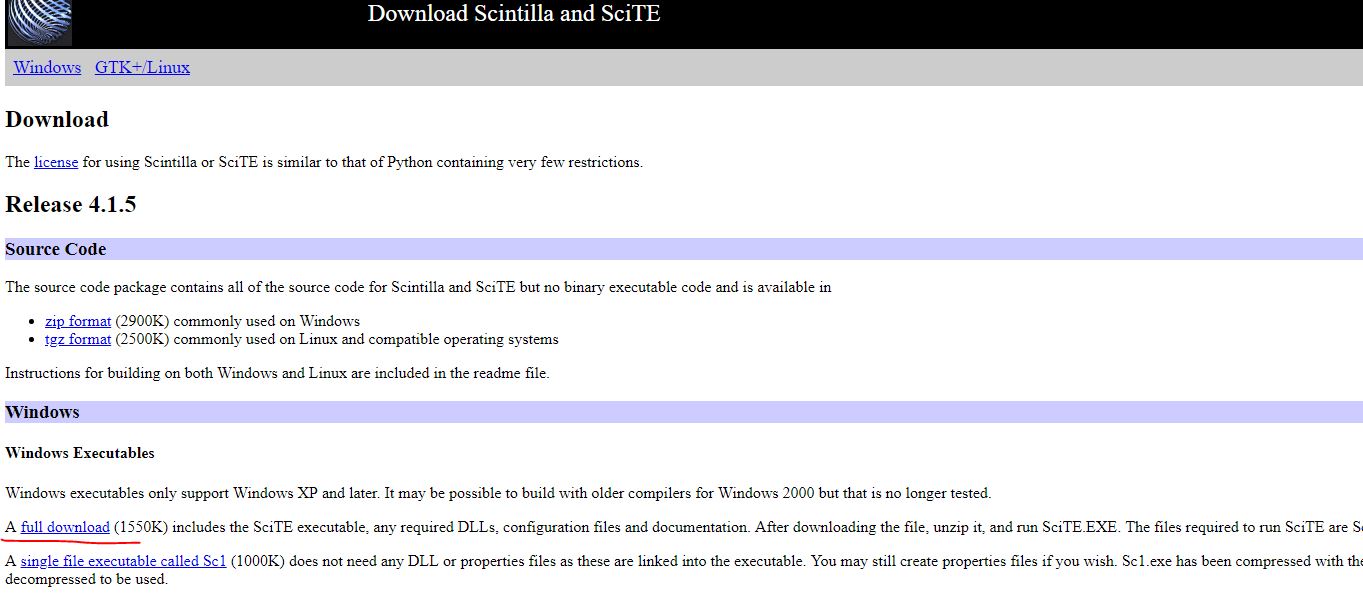 Download Scintilla and SciTE
Windows GTK+/Linux
Download
The license for using Scintilla or SciTE is similar to that of Python containing very few restrictions.
Release 4.1.5
Source Code
The source code package contains all of the source code for Scintilla and SciTE but no binary executable code and is available in
• zip format (2900K) commonly used on Windows
• tgz format (2500K) commonly used on Linux and compatible operating systems
Instructions for building on both Windows and Linux are included in the readme file.
Windows
Windows Executables
Windows executables only support Windows XP and later. It may be possible to build with older compilers for Windows 2000 but that is no longer tested.
A full download (1550K) includes the SciTE executable, any required DLLs, configuration files and documentation. After downloading the file, unzip it, and run SciTE.EXE. The files required to run SciTE are
A single file executable called Sc1 (1000K) does not need any DLL or properties files as these are linked into the executable. You may still create properties files if you wish. Sc1.exe has been compressed with the
decompressed to be used.